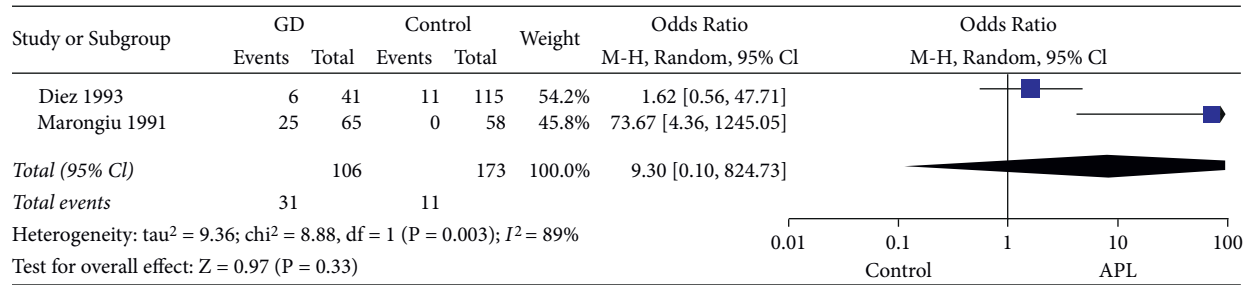 Study or Subgroup GD Control Weight Odds Ratio Odds Ratio
Events Total Events Total M-H, Random, 95% Cl M-H, Random, 95% Cl
Diez 1993 6 41 11 115 54.2% 1.62 [0.56, 47.71]
Marongiu 1991 25 65 0 58 45.8% 73.67 [4.36, 1245.05]
Total (95% Cl) 106 173 100.0% 9.30 [0.10, 824.73]
Total events 31 11
Heterogeneity: tau² = 9.36; chi² = 8.88, df = 1 (P = 0.003); I² = 89%
Test for overall effect: Z = 0.97 (P = 0.33)
0.01 0.1 1 10 100
Control APL